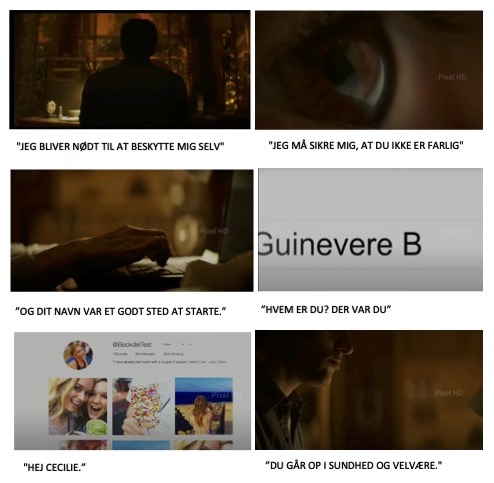 Pixel HD
"JEG BLIVER NØDT TIL AT BESKYTTE MIG SELV"
"JEG MÅ SIKRE MIG, AT DU IKKE ER FARLIG"
Pixel HD
Guinevere B
"OG DIT NAVN VAR ET GODT STED AT STARTE."
"HVEM ER DU? DER VAR DU"
@BeckdelTest
Pixel HD
Pixel HD
"HEJ CECILIE."
"DU GÅR OP I SUNDHED OG VELVÆRE."